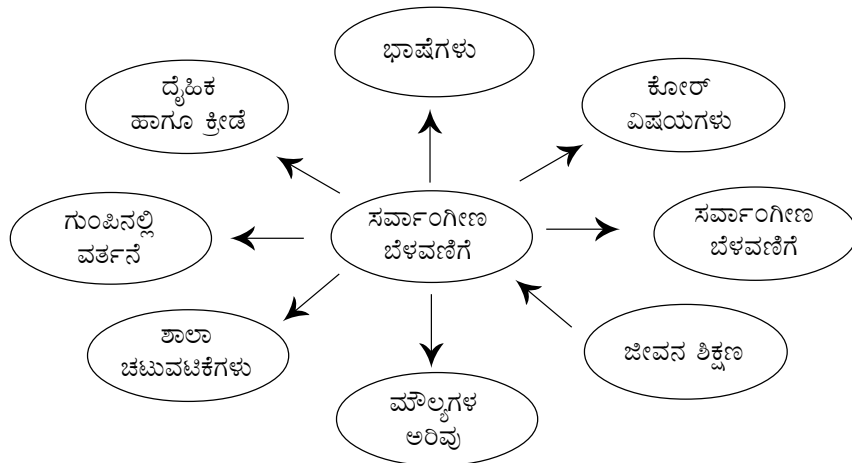 ಭಾಷೆಗಳು
ದೈಹಿಕ
ಹಾಗೂ ಕ್ರೀಡೆ
ಕೋರ್
ವಿಷಯಗಳು
ಗುಂಪಿನಲ್ಲಿ
ವರ್ತನೆ
ಸರ್ವಾಂಗೀಣ
ಬೆಳವಣಿಗೆ
ಸರ್ವಾಂಗೀಣ
ಬೆಳವಣಿಗೆ
ಶಾಲಾ
ಚಟುವಟಿಕೆಗಳು
ಜೀವನ ಶಿಕ್ಷಣ
ಮೌಲ್ಯಗಳ
ಅರಿವು